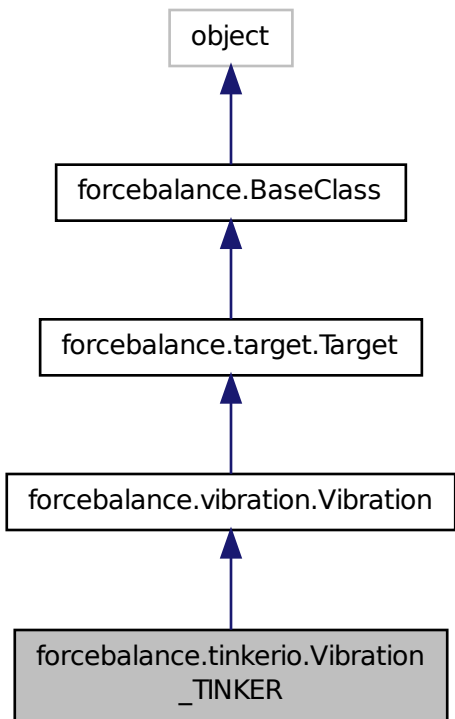 object
forcebalance.BaseClass
forcebalance.target.Target
forcebalance.vibration.Vibration
forcebalance.tinkerio.Vibration
_TINKER